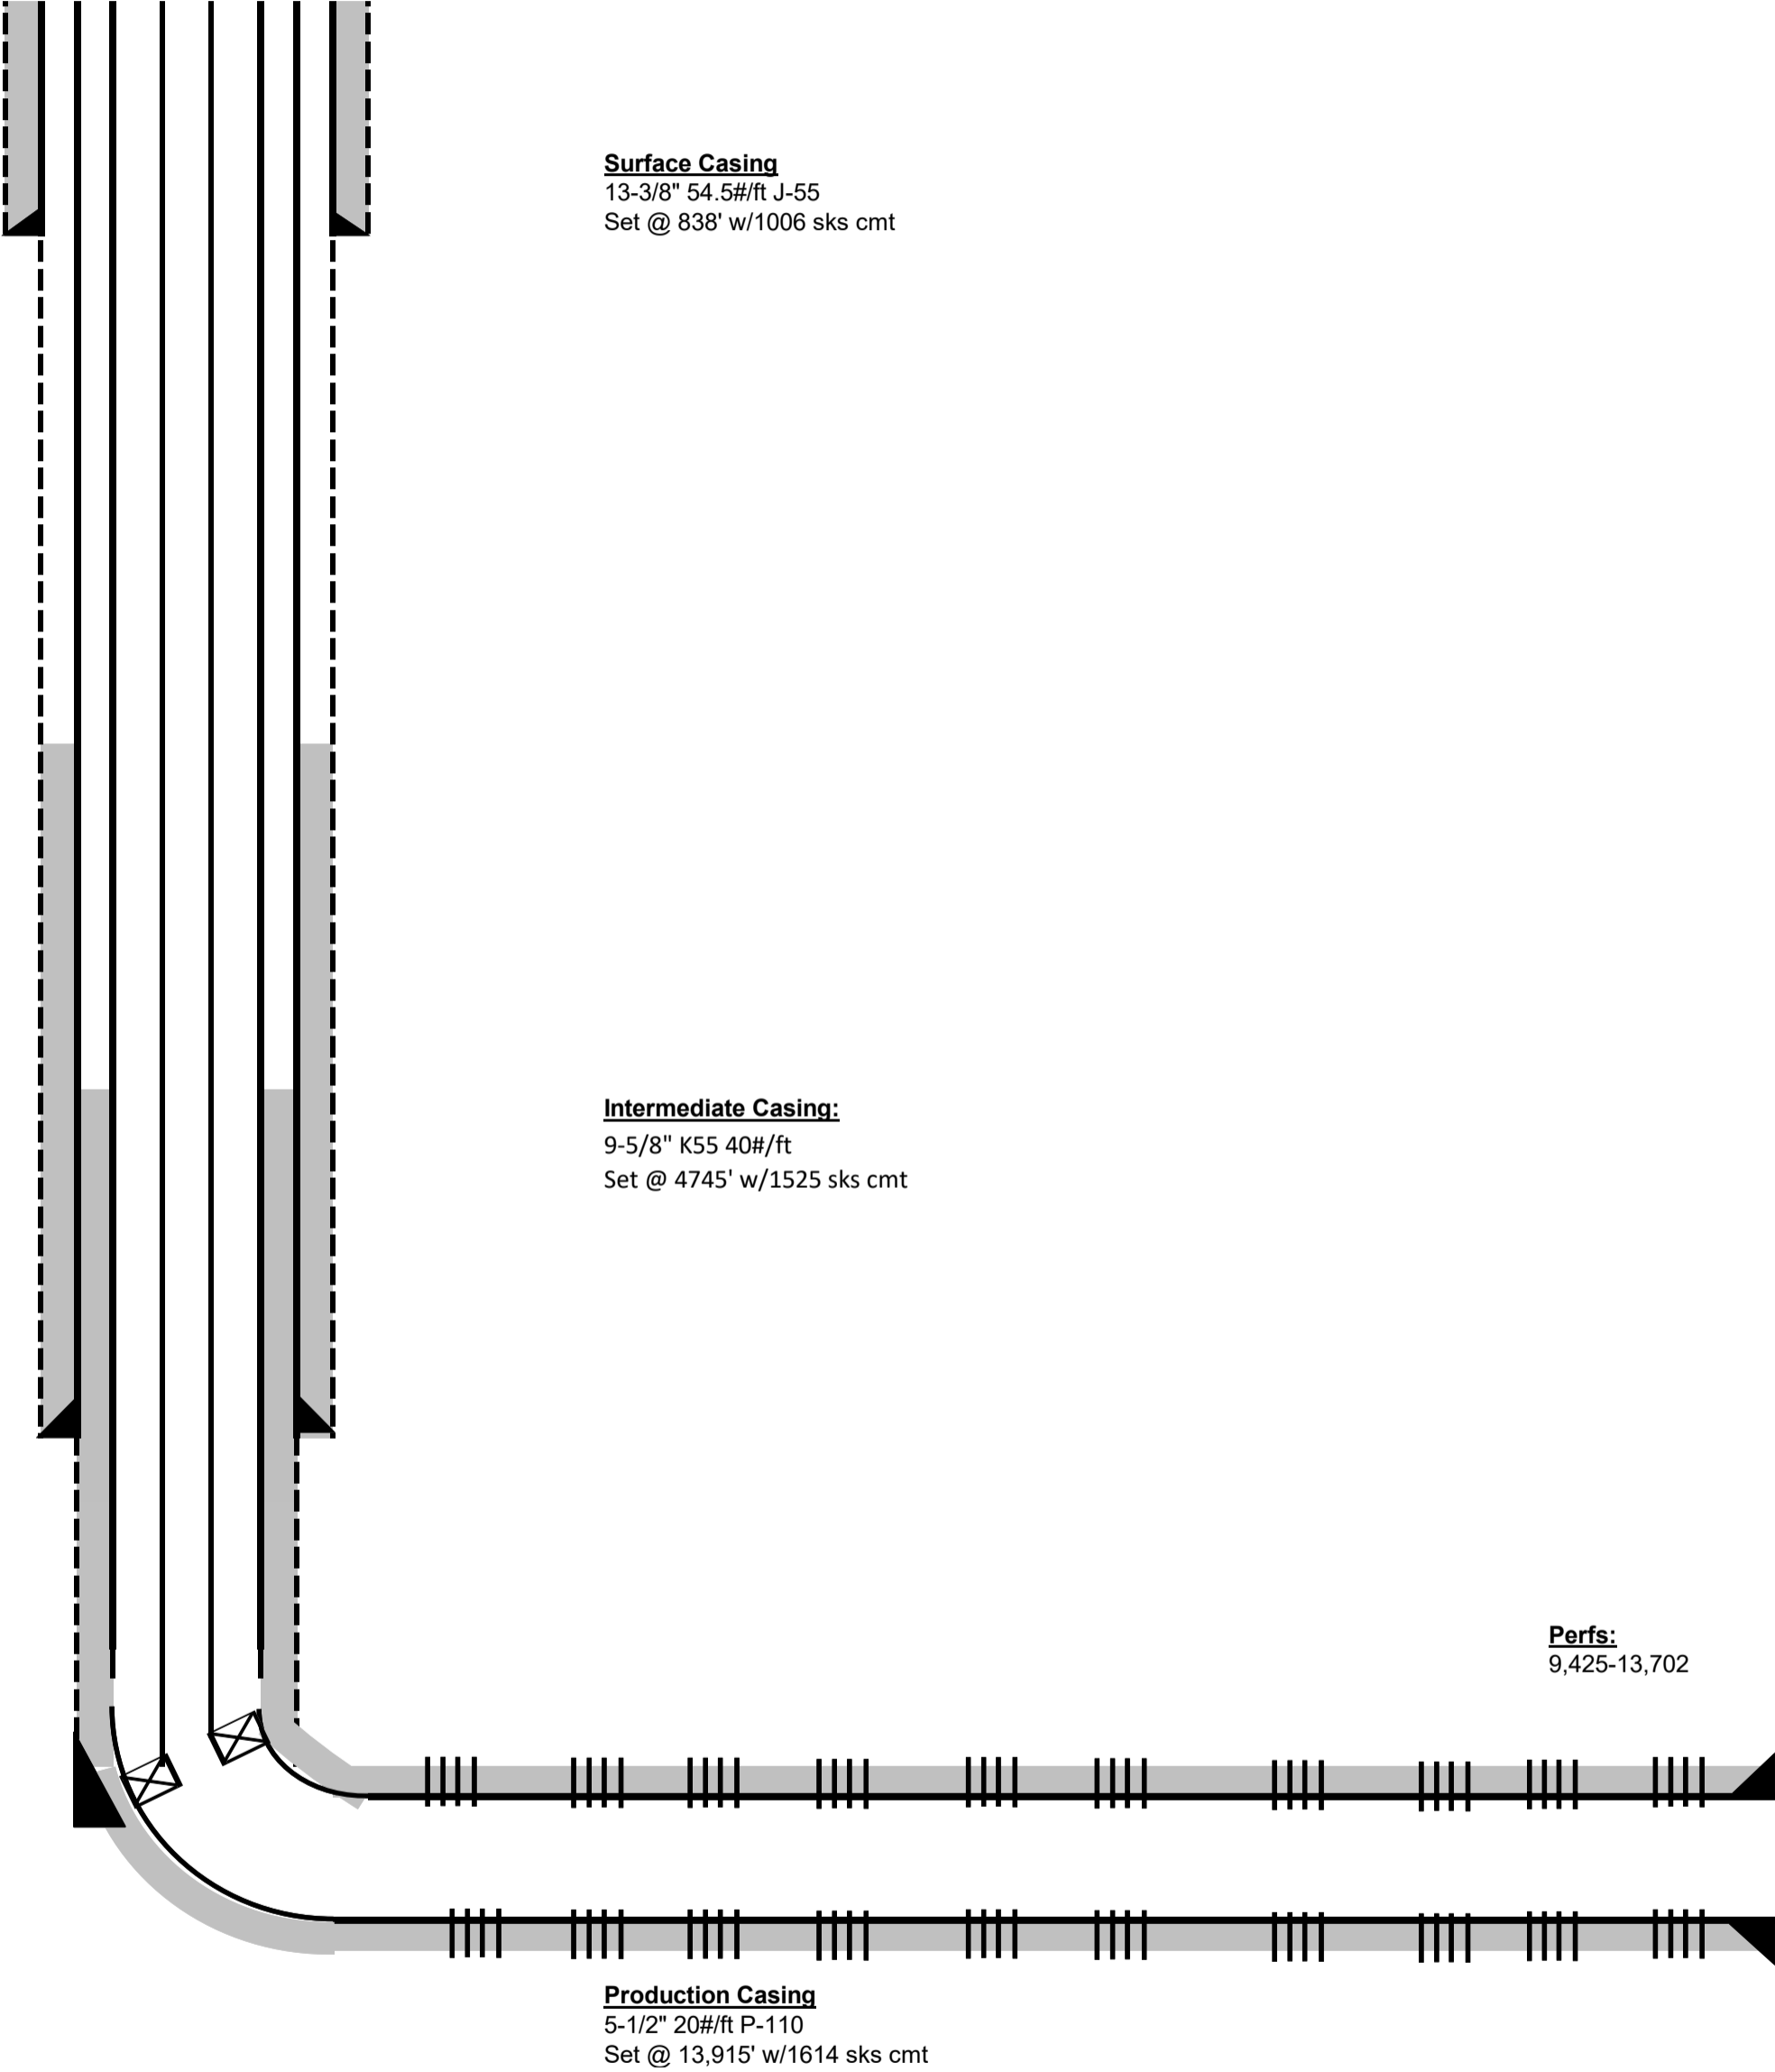 Surface Casing
13-3/8" 54.5#/ft J-55
Set @ 838' w/1006 sks cmt
Intermediate Casing:
9-5/8" K55 40#/ft
Set @ 4745' w/1525 sks cmt
Perfs:
9,425-13,702
Production Casing
5-1/2" 20#/ft P-110
Set @ 13,915' w/1614 sks cmt